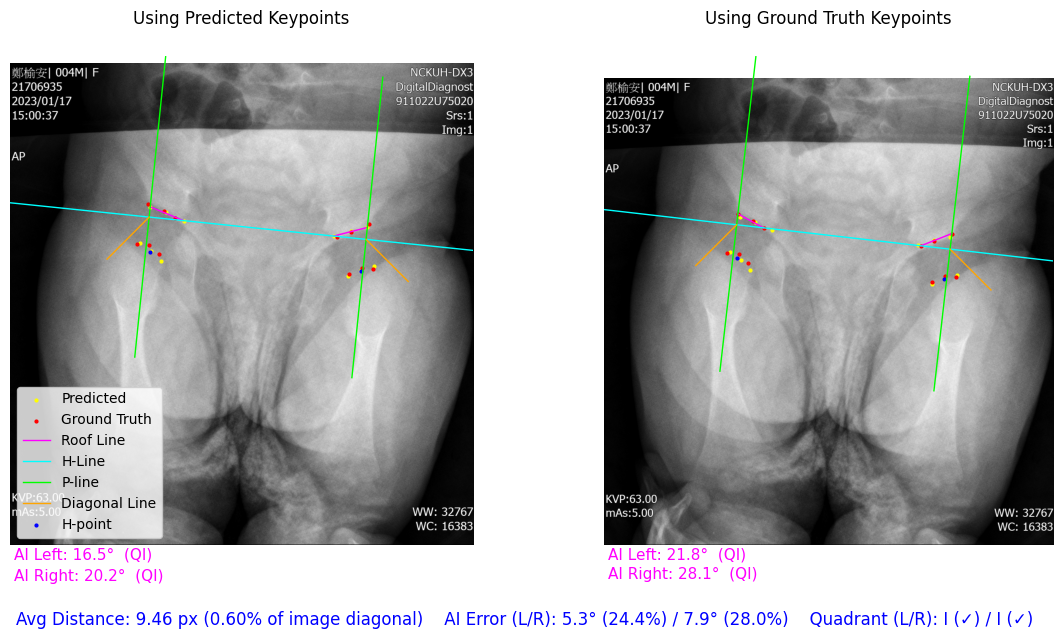 Using Predicted Keypoints
鄭榆安| 004M| F
21706935
2023/01/17
15:00:37
NCKUH-DX3
DigitalDiagnost
911022U75020
Srs:1
Img:1
AP
Predicted
Ground Truth
Roof Line
H-Line
P-line
Diagonal Line
H-point
KVP:63.00
mAs:5.00
WW: 32767
WC: 16383
AI Left: 16.5° (QI)
AI Right: 20.2° (QI)
Using Ground Truth Keypoints
鄭榆安| 004M| F
21706935
2023/01/17
15:00:37
NCKUH-DX3
DigitalDiagnost
911022U75020
Srs:1
Img:1
AP
KVP:63.00
mAs:5.00
WW: 32767
WC: 16383
AI Left: 21.8° (QI)
AI Right: 28.1° (QI)
Avg Distance: 9.46 px (0.60% of image diagonal) AI Error (L/R): 5.3° (24.4%) / 7.9° (28.0%) Quadrant (L/R): I (✓) / I (✓)